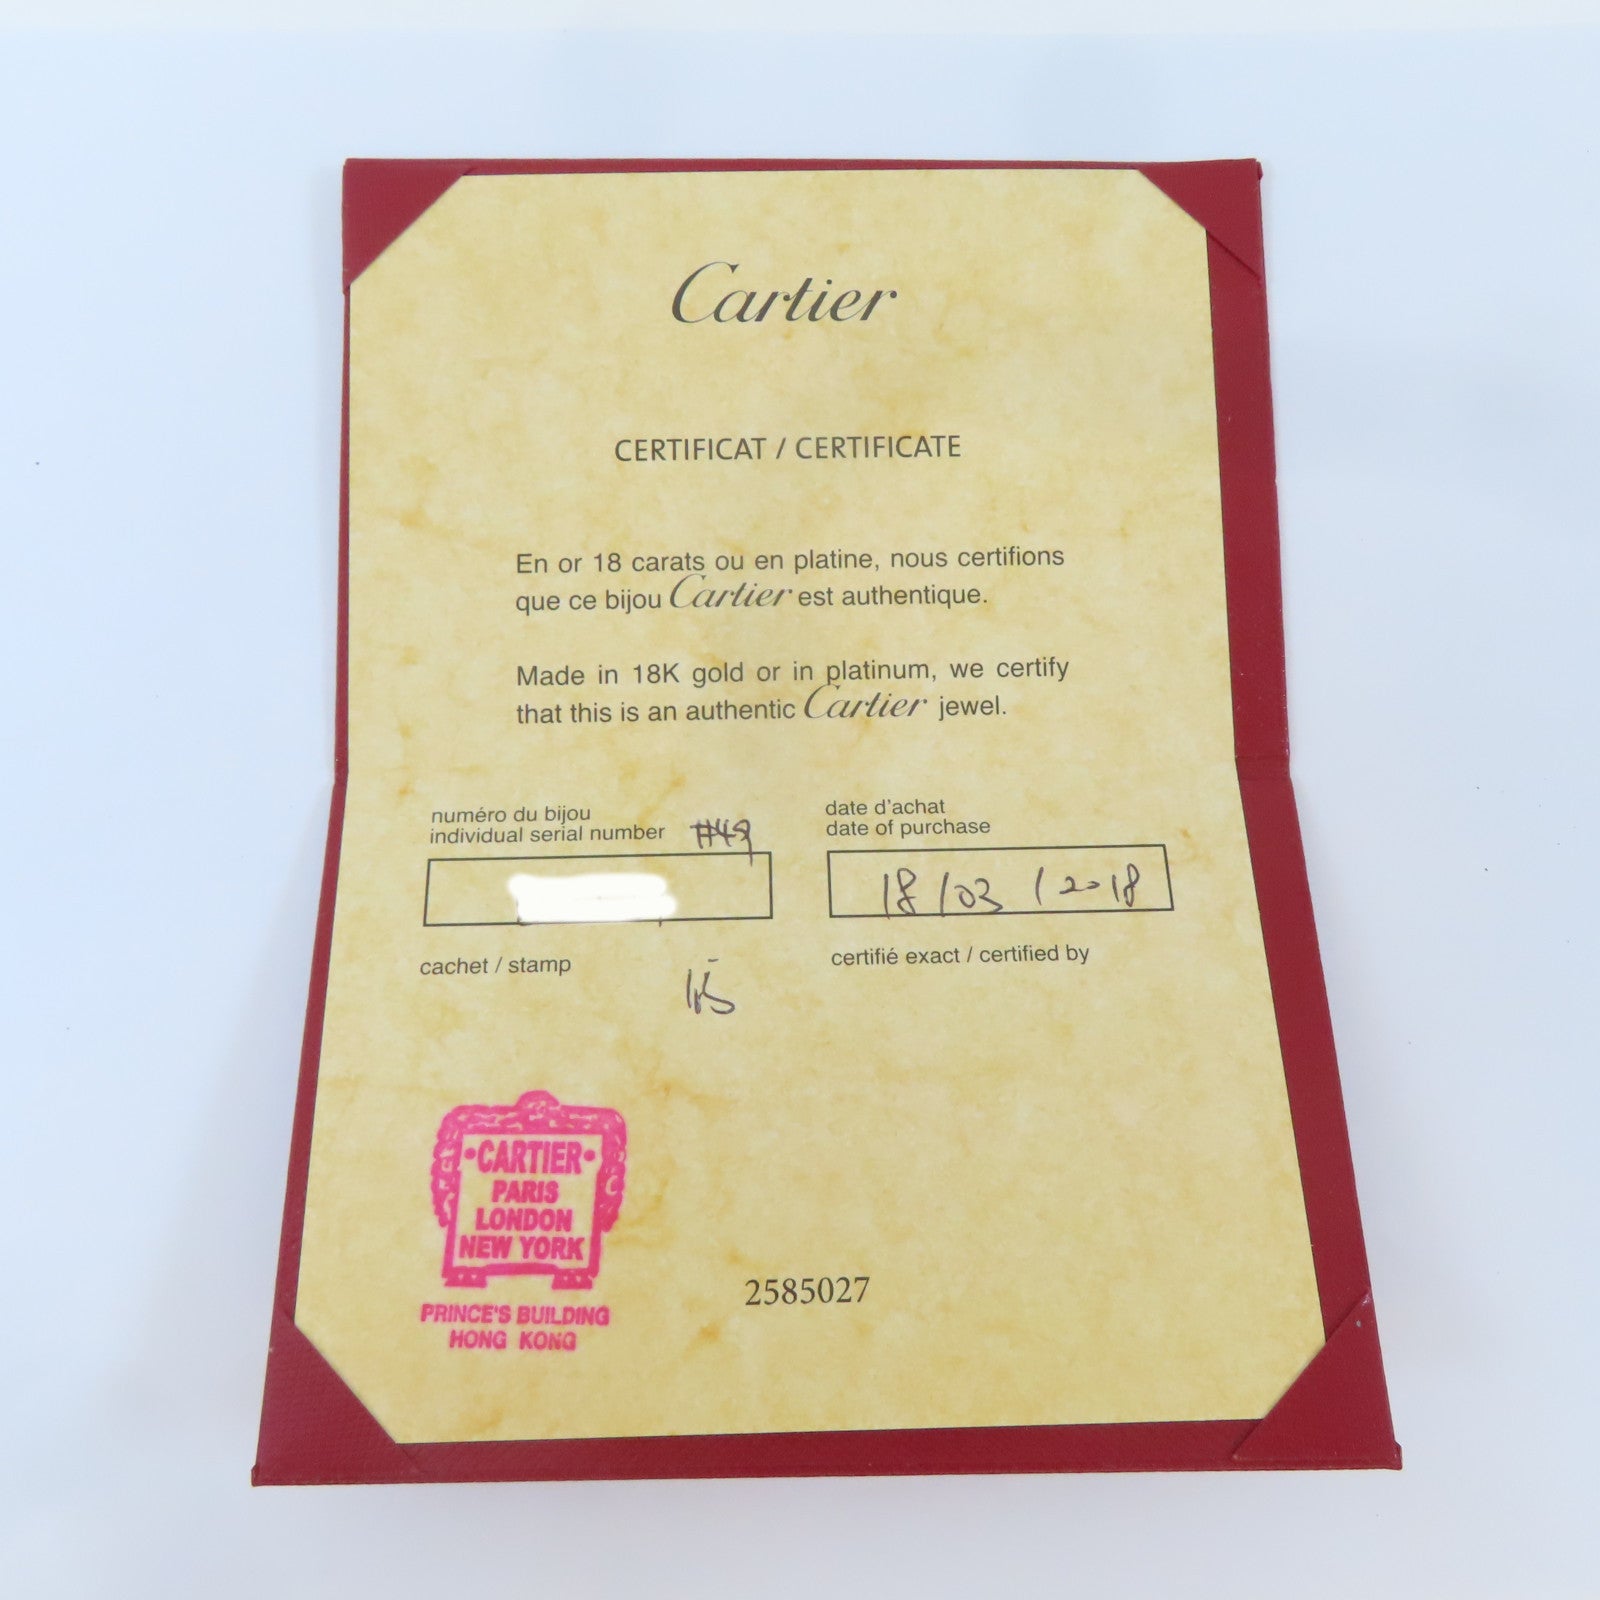 Cartier
CERTIFICAT / CERTIFICATE
En or 18 carats ou en platine, nous certifions
que ce bijou Cartier est authentique.
Made in 18K gold or in platinum, we certify
that this is an authentic Cartier jewel.
numéro du bijou
individual serial number #49
date d'achat
date of purchase
18/03/2018
cachet / stamp
certifié exact / certified by
•CARTIER•
PARIS
LONDON
NEW YORK
PRINCE'S BUILDING
HONG KONG
2585027